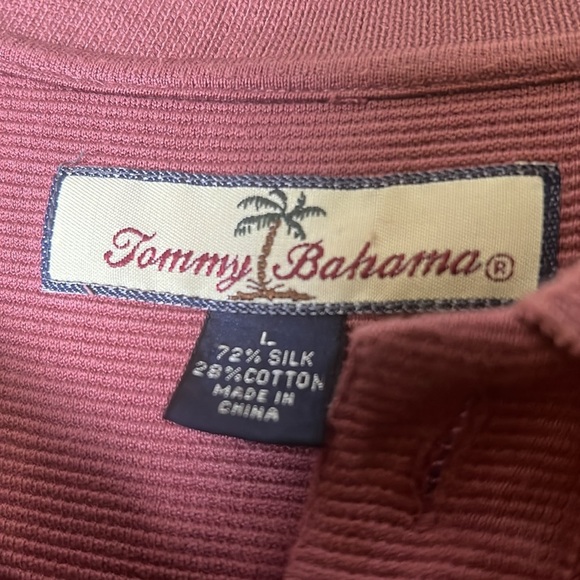 Tommy Bahama®
L
72% SILK
28% COTTON
MADE IN
CHINA